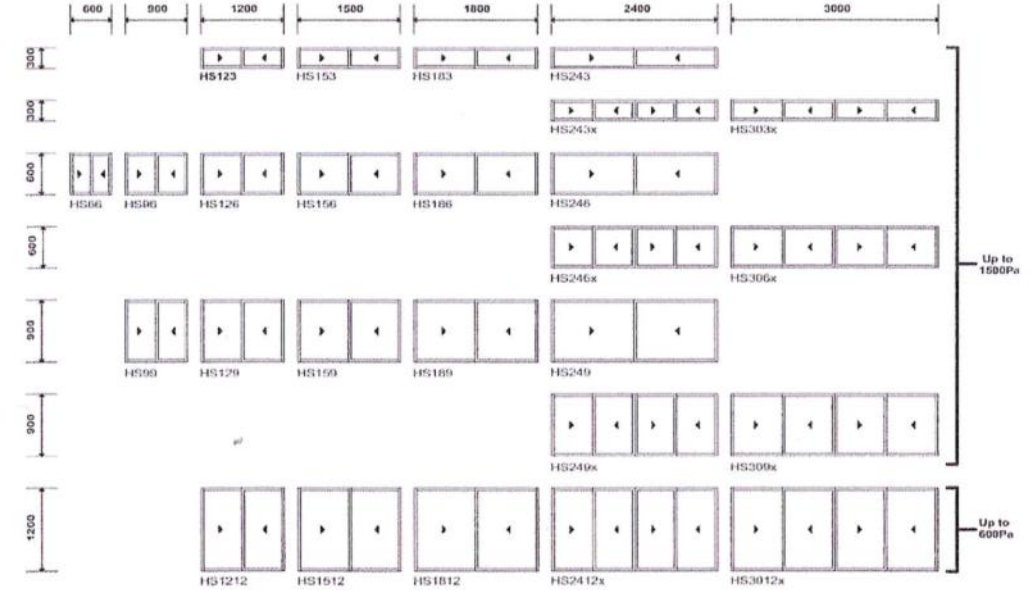 600 900 1200 1500 1800 2400 3000
300
HS123 HS153 HS183 HS243
300
HS243x HS303x
600
HS66 HS96 HS126 HS156 HS186 HS246
600
HS246x HS306x
Up to
1500Pa
900
HS99 HS129 HS159 HS189 HS249
900
HS249x HS309x
1200
Up to
600Pa
HS1212 HS1512 HS1812 HS2412x HS3012x